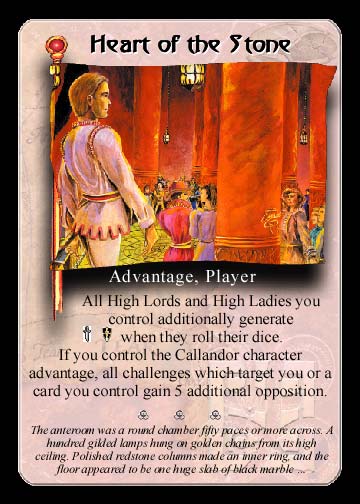 Heart of the Stone
Advantage, Player
All High Lords and High Ladies you
control additionally generate
when they roll their dice.
If you control the Callandor character
advantage, all challenges which target you or a
card you control gain 5 additional opposition.
The anteroom was a round chamber fifty paces or more across. A
hundred gilded lamps hung on golden chains from its high
ceiling. Polished redstone columns made an inner ring, and the
floor appeared to be one huge slab of black marble ...